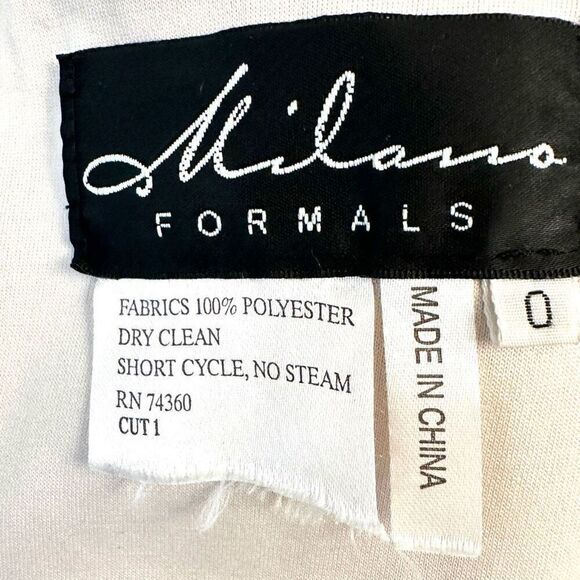 Milano
FORMALS
FABRICS 100% POLYESTER
DRY CLEAN
SHORT CYCLE, NO STEAM
RN 74360
CUT 1
MADE IN CHINA
0